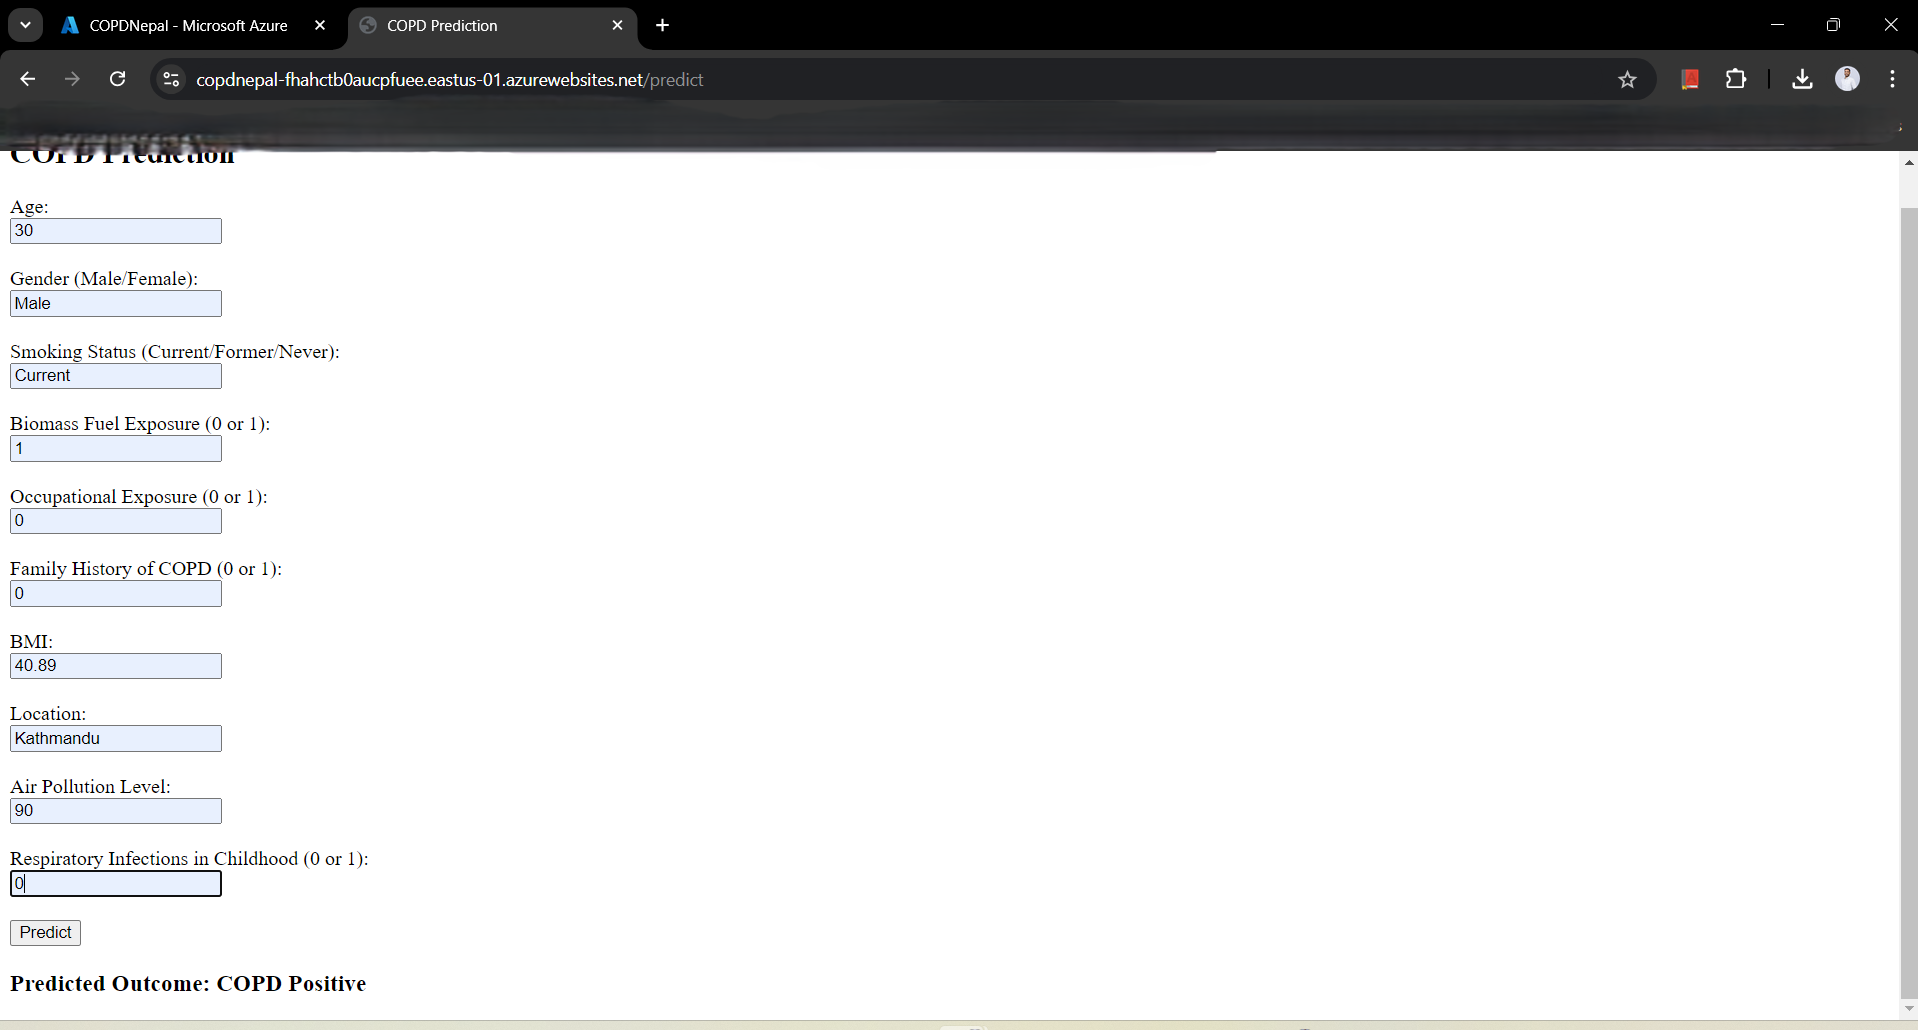 COPDNepal - Microsoft Azure
COPD Prediction
copdnepal-fhahctb0aucpfuee.eastus-01.azurewebsites.net/predict
COPD Prediction
Age:
30
Gender (Male/Female):
Male
Smoking Status (Current/Former/Never):
Current
Biomass Fuel Exposure (0 or 1):
1
Occupational Exposure (0 or 1):
0
Family History of COPD (0 or 1):
0
BMI:
40.89
Location:
Kathmandu
Air Pollution Level:
90
Respiratory Infections in Childhood (0 or 1):
0
Predict
Predicted Outcome: COPD Positive